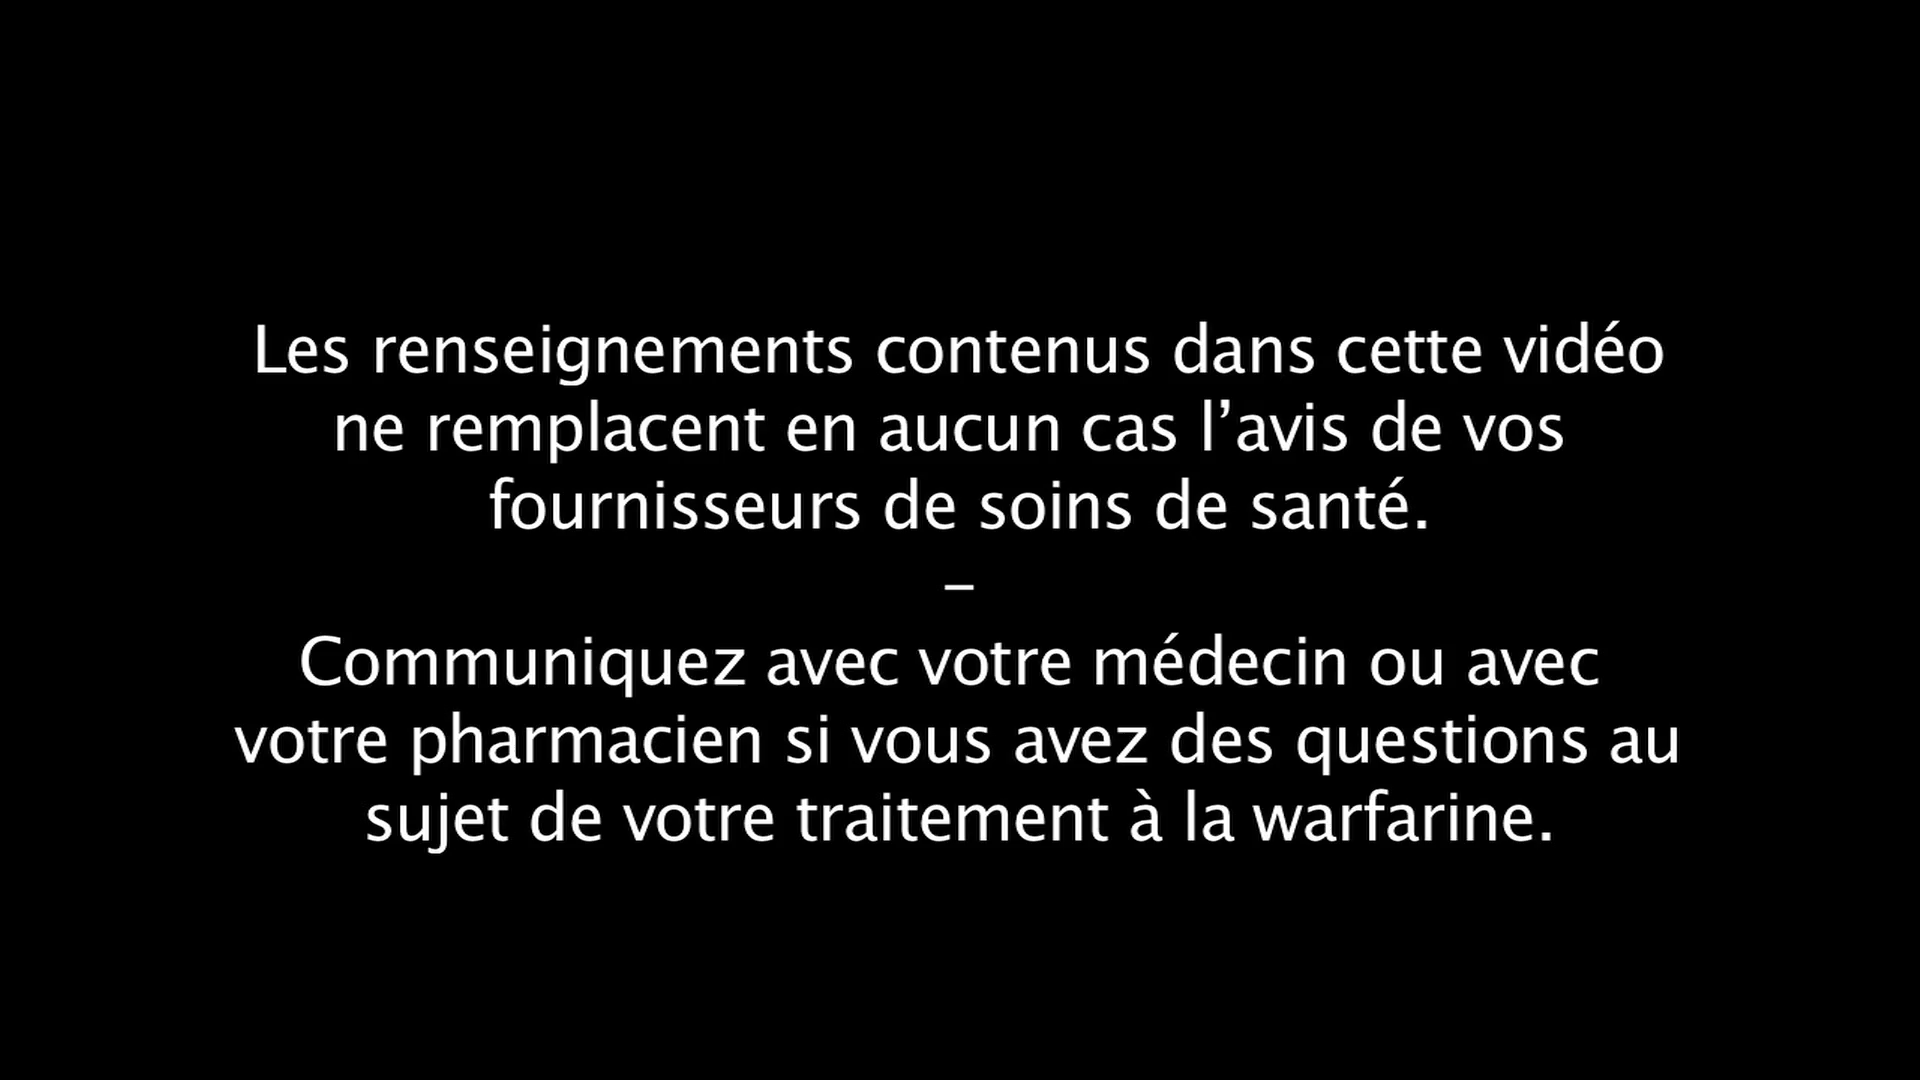 Les renseignements contenus dans cette vidéo
ne remplacent en aucun cas l’avis de vos
fournisseurs de soins de santé.
–
Communiquez avec votre médecin ou avec
votre pharmacien si vous avez des questions au
sujet de votre traitement à la warfarine.